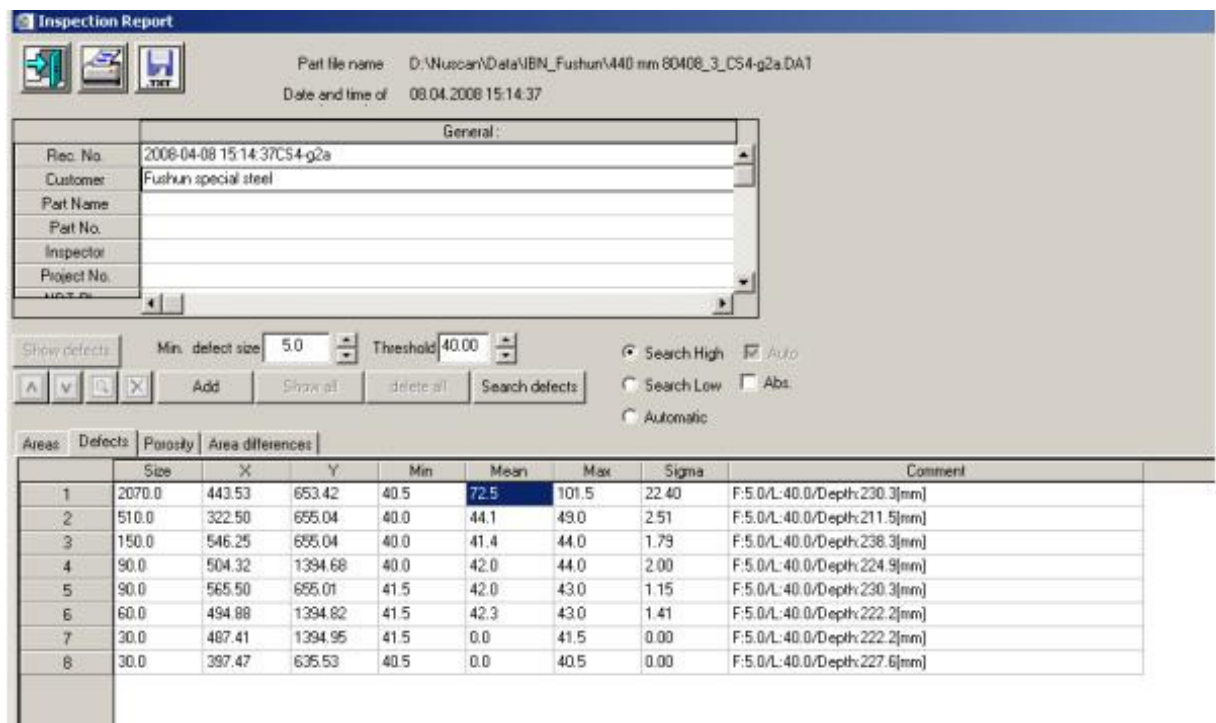 Inspection Report
.TXT
Part file name D:\Nuscan\Data\IBN_Fushun\440 mm 80408_3_CS4-g2a.DAT
Date and time of 08.04.2008 15:14:37
General :
Rec. No. 2008-04-08 15:14:37CS4-g2a
Customer Fushun special steel
Part Name
Part No.
Inspector
Project No.
Show defects Min. defect size 5.0 Threshold 40.00 Search High Auto
Add Show all delete all Search defects Search Low Abs.
Automatic
Areas Defects Porosity Area differences
Size X Y Min Mean Max Sigma Comment
1 2070.0 443.53 653.42 40.5 72.5 101.5 22.40 F:5.0/L:40.0/Depth:230.3[mm]
2 510.0 322.50 655.04 40.0 44.1 49.0 2.51 F:5.0/L:40.0/Depth:211.5[mm]
3 150.0 546.25 655.04 40.0 41.4 44.0 1.79 F:5.0/L:40.0/Depth:238.3[mm]
4 90.0 504.32 1394.68 40.0 42.0 44.0 2.00 F:5.0/L:40.0/Depth:224.9[mm]
5 90.0 565.50 655.01 41.5 42.0 43.0 1.15 F:5.0/L:40.0/Depth:230.3[mm]
6 60.0 494.88 1394.82 41.5 42.3 43.0 1.41 F:5.0/L:40.0/Depth:222.2[mm]
7 30.0 487.41 1394.95 41.5 0.0 41.5 0.00 F:5.0/L:40.0/Depth:222.2[mm]
8 30.0 397.47 635.53 40.5 0.0 40.5 0.00 F:5.0/L:40.0/Depth:227.6[mm]